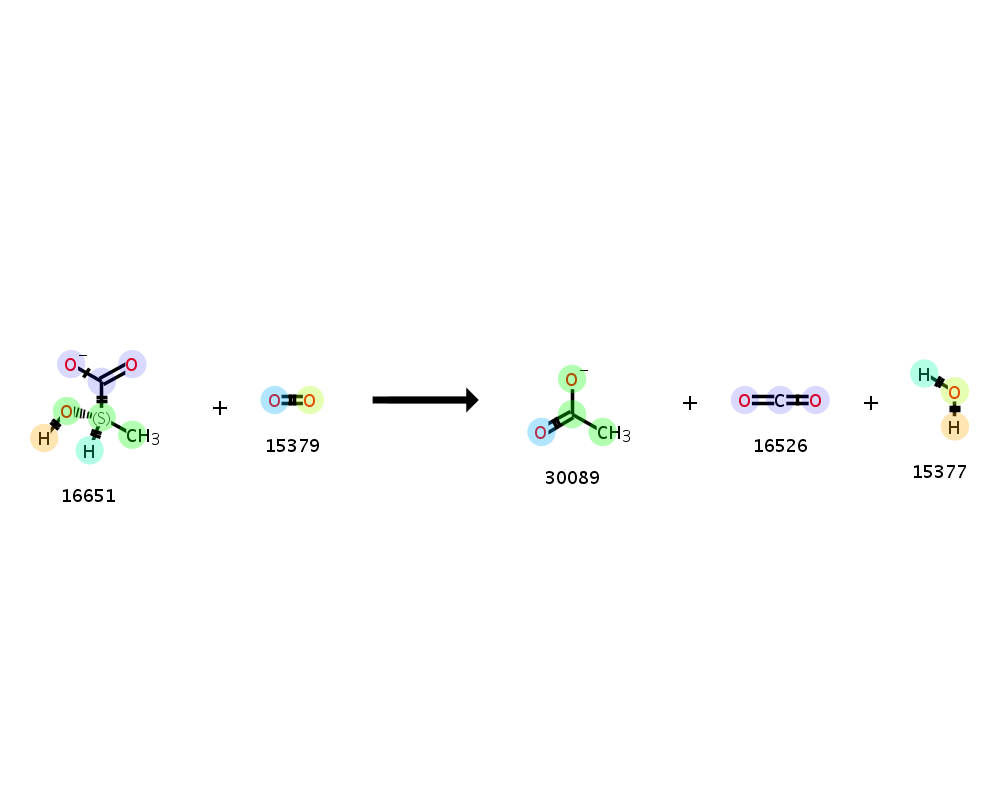 O− O
O (S)
H H CH3
16651
+
O O
15379
O−
O CH3
30089
+
O C O
16526
+
H O
H
15377